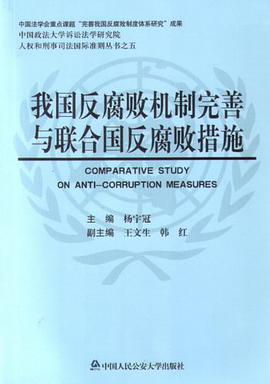 中国法学会重点课题“完善我国反腐败制度体系研究”成果
中国政法大学诉讼法学研究院
人权和刑事司法国际准则丛书之五
我国反腐败机制完善
与联合国反腐败措施
COMPARATIVE STUDY
ON ANTI-CORRUPTION MEASURES
主 编 杨宇冠
副主编 王文生 韩 红
中国人民公安大学出版社